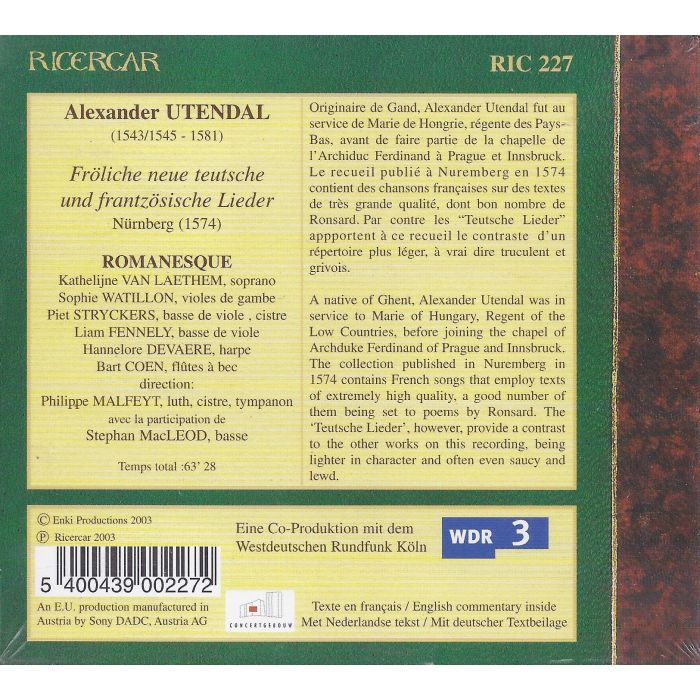 RICERCAR
RIC 227
Alexander UTENDAL
(1543/1545 - 1581)
Fröliche neue teutsche
und frantzösische Lieder
Nürnberg (1574)
ROMANESQUE
Kathelijne VAN LAETHEM, soprano
Sophie WATILLON, violes de gambe
Piet STRYCKERS, basse de viole , cistre
Liam FENNELY, basse de viole
Hannelore DEVAERE, harpe
Bart COEN, flûtes à bec
direction:
Philippe MALFEYT, luth, cistre, tympanon
avec la participation de
Stephan MacLEOD, basse
Temps total :63' 28
Originaire de Gand, Alexander Utendal fut au
service de Marie de Hongrie, régente des Pays-
Bas, avant de faire partie de la chapelle de
l'Archiduc Ferdinand à Prague et Innsbruck.
Le recueil publié à Nuremberg en 1574
contient des chansons françaises sur des textes
de très grande qualité, dont bon nombre de
Ronsard. Par contre les "Teutsche Lieder"
appportent à ce recueil le contraste d'un
répertoire plus léger, à vrai dire truculent et
grivois.
A native of Ghent, Alexander Utendal was in
service to Marie of Hungary, Regent of the
Low Countries, before joining the chapel of
Archduke Ferdinand of Prague and Innsbruck.
The collection published in Nuremberg in
1574 contains French songs that employ texts
of extremely high quality, a good number of
them being set to poems by Ronsard. The
'Teutsche Lieder', however, provide a contrast
to the other works on this recording, being
lighter in character and often even saucy and
lewd.
© Enki Productions 2003
℗ Ricercar 2003
5 400439 002272
An E.U. production manufactured in
Austria by Sony DADC, Austria AG
Eine Co-Produktion mit dem
Westdeutschen Rundfunk Köln
WDR 3
CONCERTGEBOUW
Texte en français / English commentary inside
Met Nederlandse tekst / Mit deutscher Textbeilage